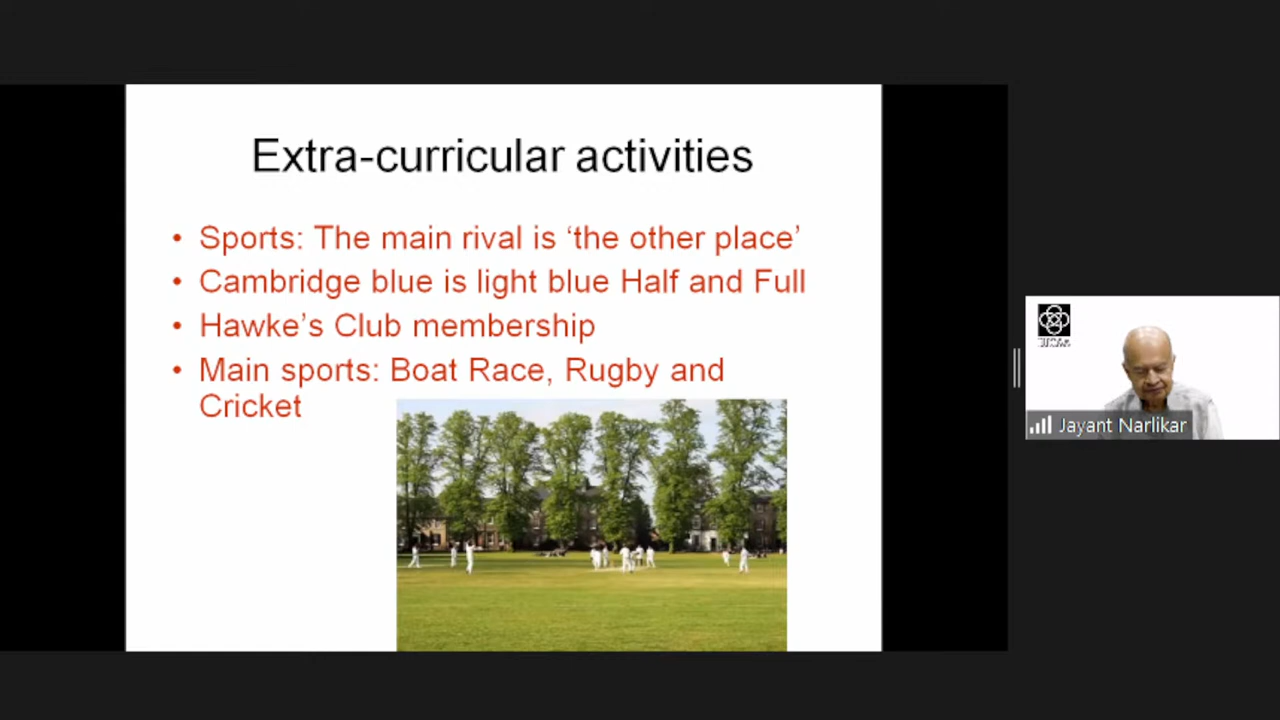 Extra-curricular activities
• Sports: The main rival is ‘the other place’
• Cambridge blue is light blue Half and Full
• Hawke’s Club membership
• Main sports: Boat Race, Rugby and
Cricket
Jayant Narlikar